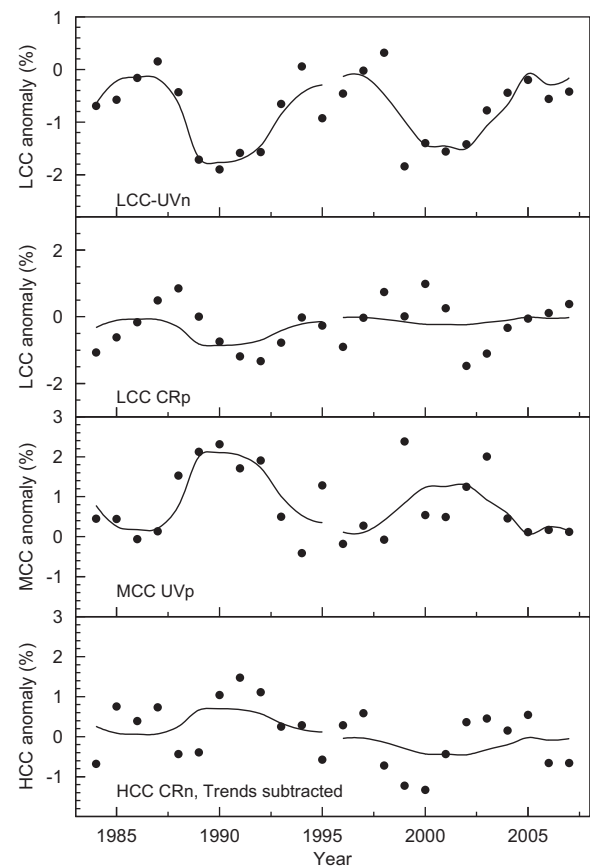 1
0
-1
-2
LCC anomaly (%)
LCC-UVn
2
0
-2
LCC anomaly (%)
LCC CRp
3
2
1
0
-1
MCC anomaly (%)
MCC UVp
3
2
1
0
-1
HCC anomaly (%)
HCC CRn, Trends subtracted
1985 1990 1995 2000 2005
Year